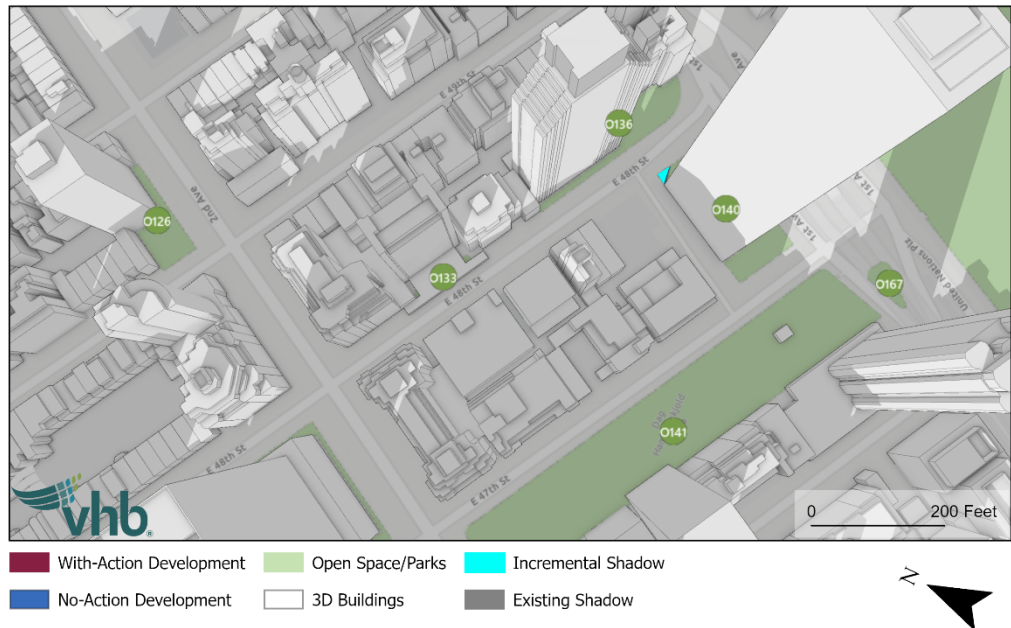 E 49th St
1st
Ave
O136
E 48th St
2nd Ave
O126
O140
1st Ave
1st A
O133
E 48th St
O167
United Nations Plz
Dag
O141
E 48th St
E 47th St
vhb
0 200 Feet
With-Action Development
Open Space/Parks
Incremental Shadow
No-Action Development
3D Buildings
Existing Shadow
N